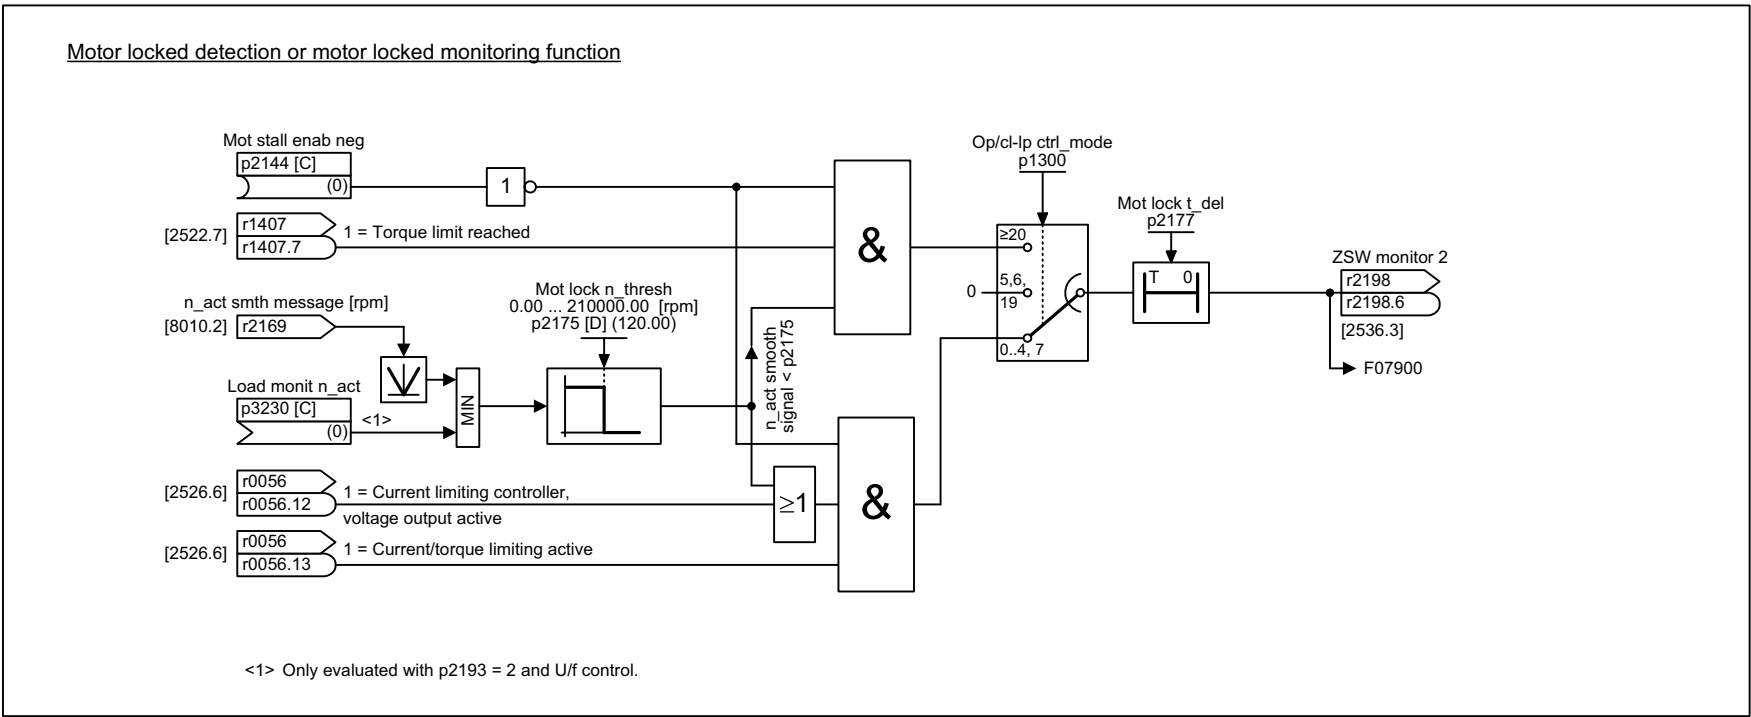 Motor locked detection or motor locked monitoring function
Mot stall enab neg
p2144 [C]
(0)
1
[2522.7]
r1407
r1407.7
1 = Torque limit reached
&
Op/cl-lp ctrl_mode
p1300
≥20
0
5,6,
19
0..4, 7
Mot lock t_del
p2177
T 0
ZSW monitor 2
r2198
r2198.6
[2536.3]
F07900
n_act smth message [rpm]
[8010.2]
r2169
Mot lock n_thresh
0.00 ... 210000.00 [rpm]
p2175 [D] (120.00)
Load monit n_act
p3230 [C]
(0)
<1>
MIN
n_act smooth
signal < p2175
[2526.6]
r0056
r0056.12
1 = Current limiting controller,
voltage output active
≥1
&
[2526.6]
r0056
r0056.13
1 = Current/torque limiting active
<1> Only evaluated with p2193 = 2 and U/f control.